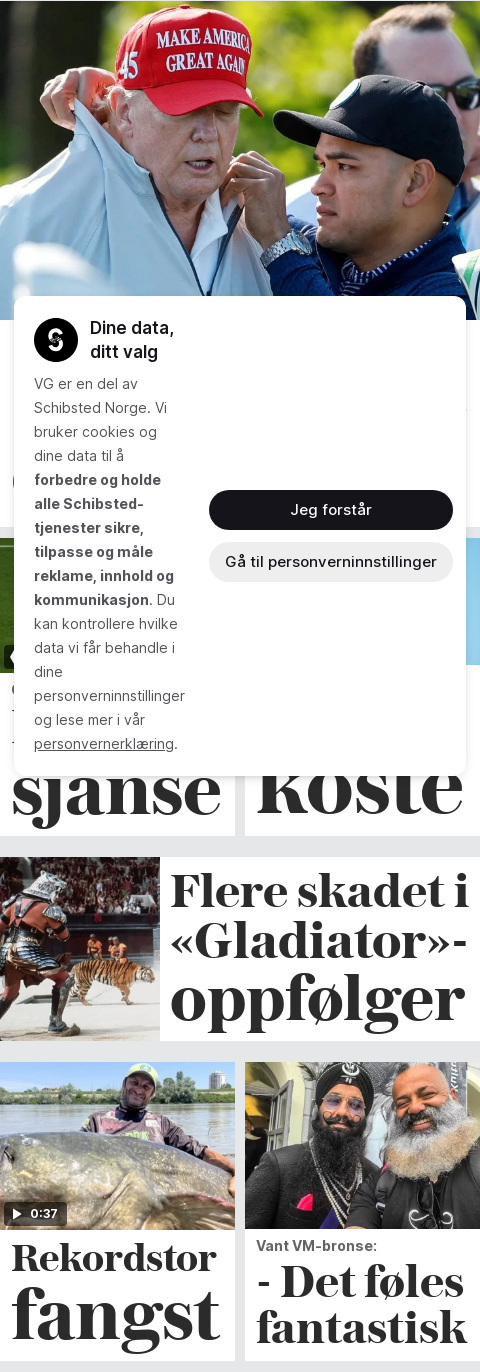 MAKE AMERICA
GREAT AGAIN
45
Dine data,
ditt valg
VG er en del av
Schibsted Norge. Vi
bruker cookies og
dine data til å
forbedre og holde
alle Schibsted-
tjenester sikre,
tilpasse og måle
reklame, innhold og
kommunikasjon. Du
kan kontrollere hvilke
data vi får behandle i
dine
personverninnstillinger
og lese mer i vår
personvernerklæring.
Jeg forstår
Gå til personverninnstillinger
sjanse
koste
Flere skadet i
«Gladiator»-
oppfølger
0:37
Rekordstor
fangst
Vant VM-bronse:
- Det føles
fantastisk